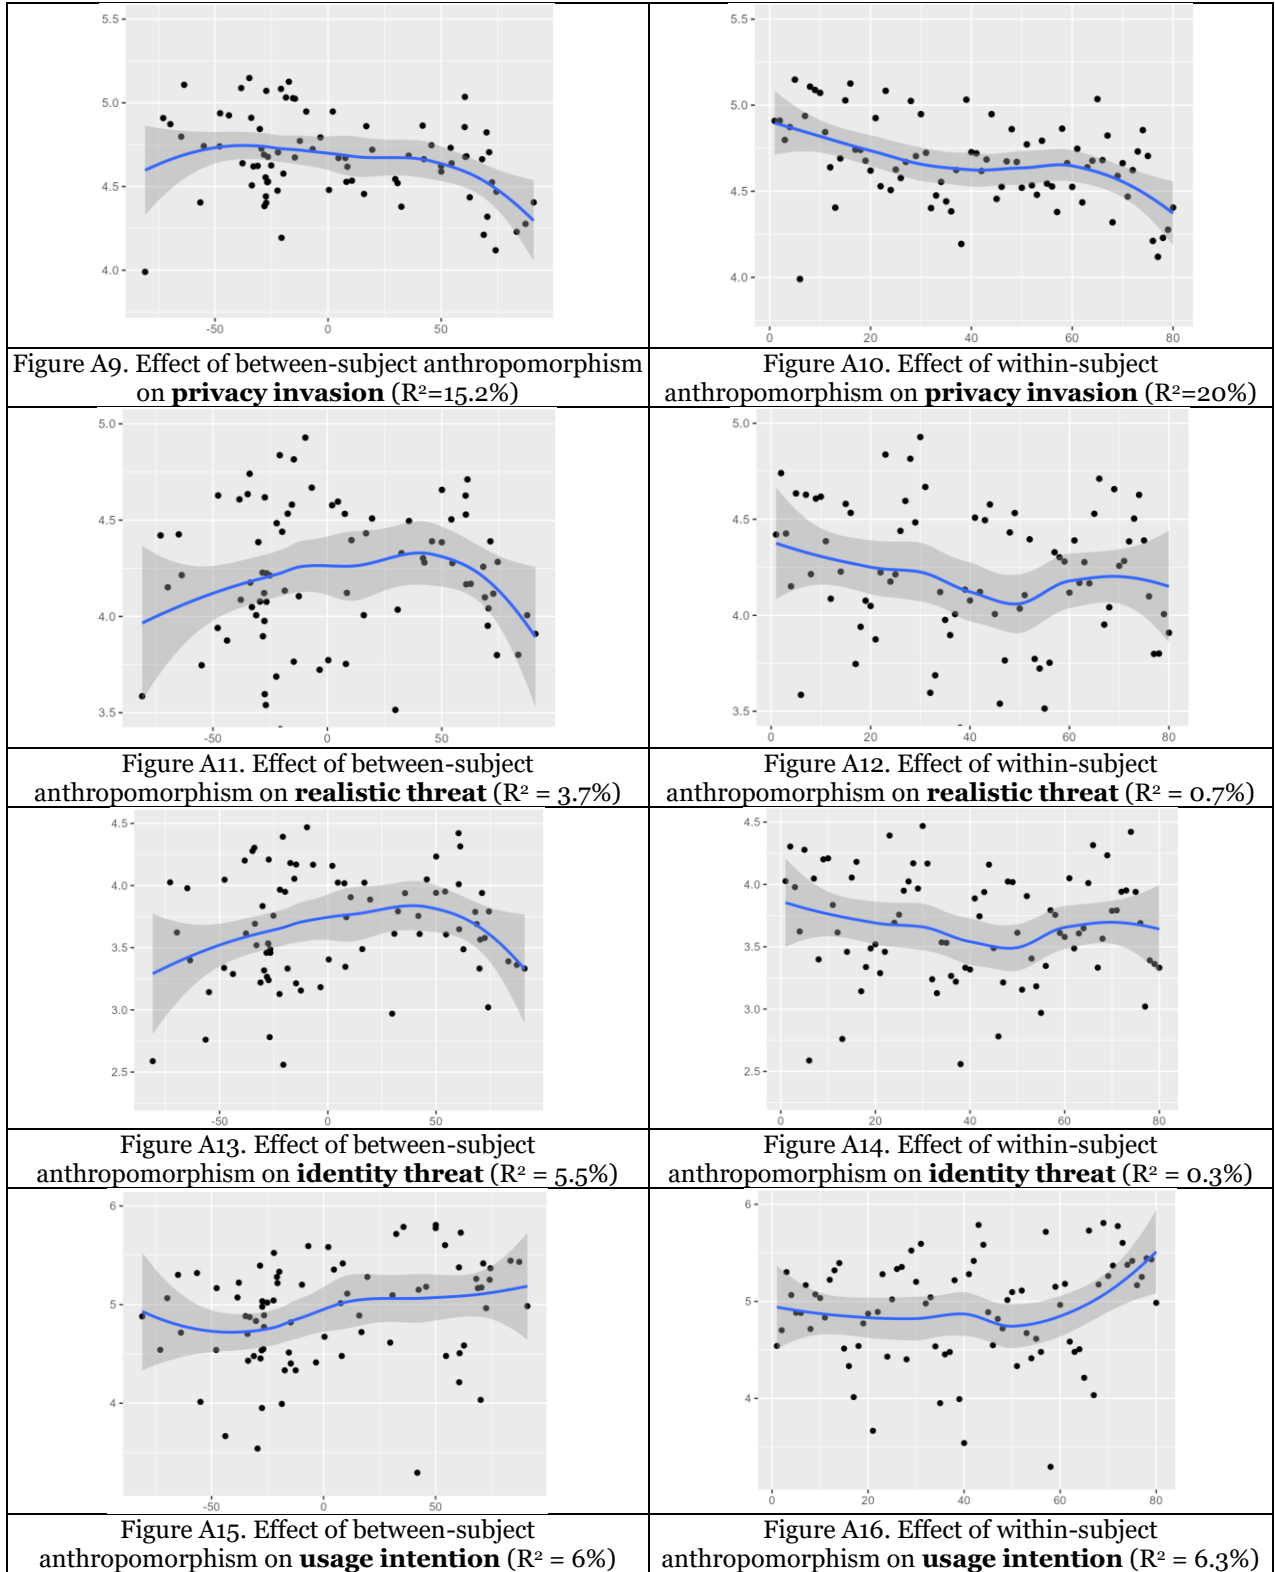 5.5
5.0
4.5
4.0
-50 0 50
5.5
5.0
4.5
4.0
0 20 40 60 80
Figure A9. Effect of between-subject anthropomorphism
on privacy invasion (R²=15.2%)
Figure A10. Effect of within-subject
anthropomorphism on privacy invasion (R²=20%)
5.0
4.5
4.0
3.5
-50 0 50
5.0
4.5
4.0
3.5
0 20 40 60 80
Figure A11. Effect of between-subject
anthropomorphism on realistic threat (R² = 3.7%)
Figure A12. Effect of within-subject
anthropomorphism on realistic threat (R² = 0.7%)
4.5
4.0
3.5
3.0
2.5
-50 0 50
4.5
4.0
3.5
3.0
2.5
0 20 40 60 80
Figure A13. Effect of between-subject
anthropomorphism on identity threat (R² = 5.5%)
Figure A14. Effect of within-subject
anthropomorphism on identity threat (R² = 0.3%)
6
5
4
-50 0 50
6
5
4
0 20 40 60 80
Figure A15. Effect of between-subject
anthropomorphism on usage intention (R² = 6%)
Figure A16. Effect of within-subject
anthropomorphism on usage intention (R² = 6.3%)